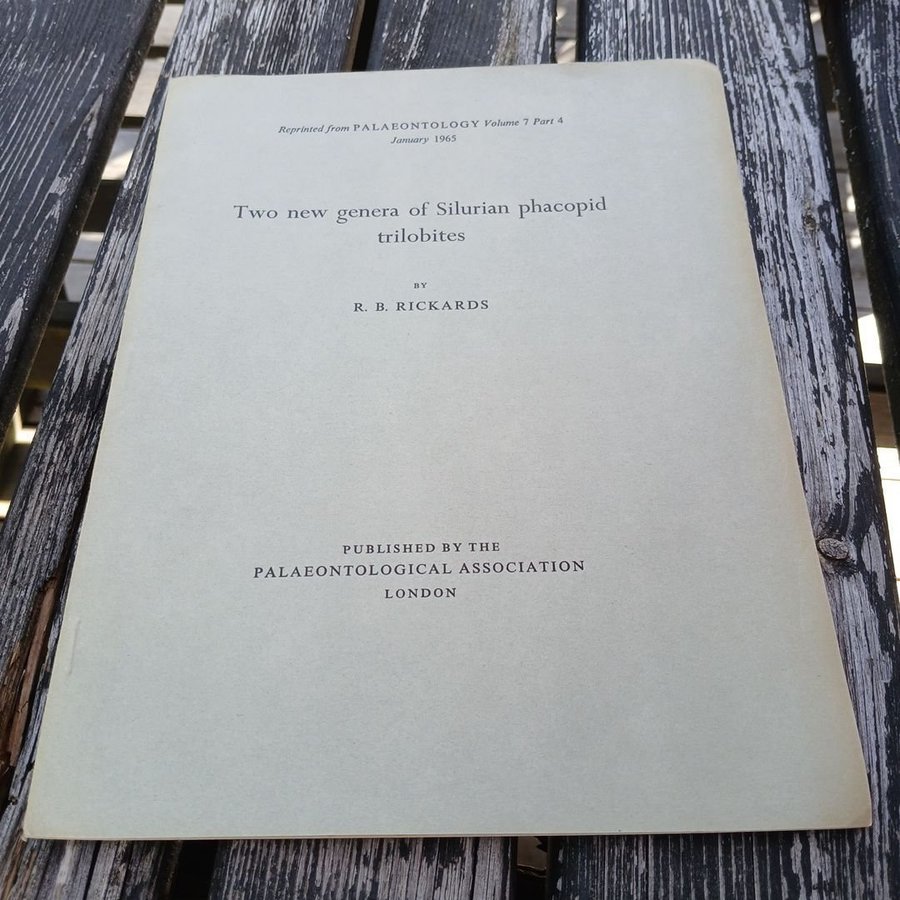 Reprinted from PALAEONTOLOGY Volume 7 Part 4
January 1965
Two new genera of Silurian phacopid
trilobites
BY
R. B. RICKARDS
PUBLISHED BY THE
PALAEONTOLOGICAL ASSOCIATION
LONDON